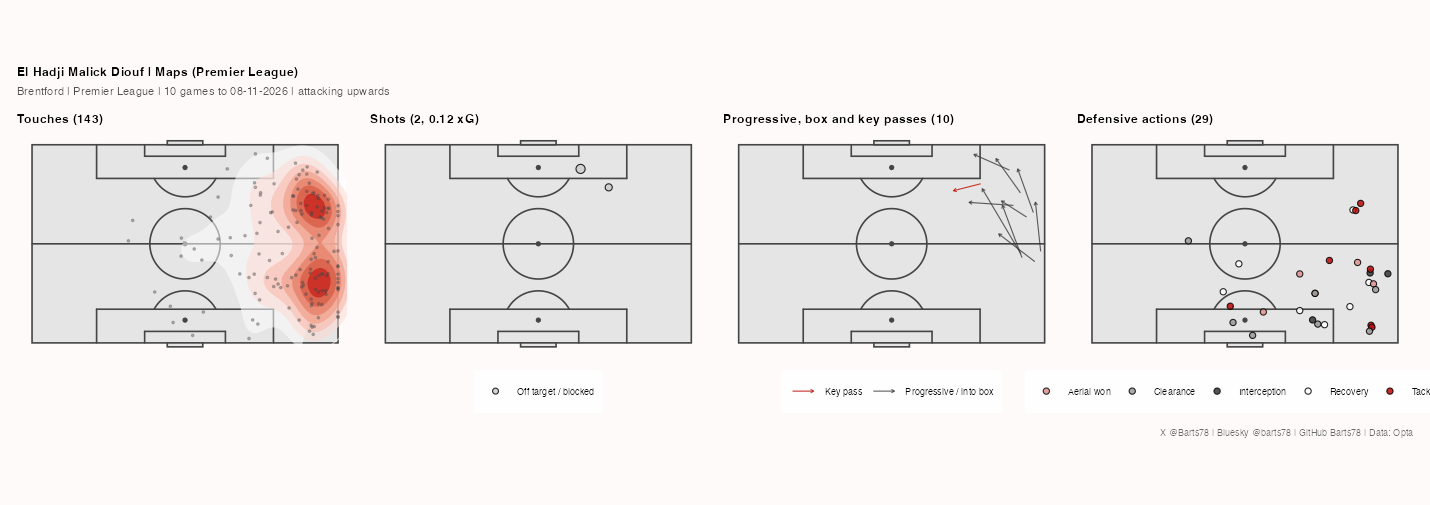 El Hadji Malick Diouf | Maps (Premier League)
Brentford | Premier League | 10 games to 08-11-2026 | attacking upwards
Touches (143)
Shots (2, 0.12 xG)
Progressive, box and key passes (10)
Defensive actions (29)
Off target / blocked
Key pass
Progressive / into box
Aerial won
Clearance
Interception
Recovery
Tack
X @Barts78 | Bluesky @barts78 | GitHub Barts78 | Data: Opta